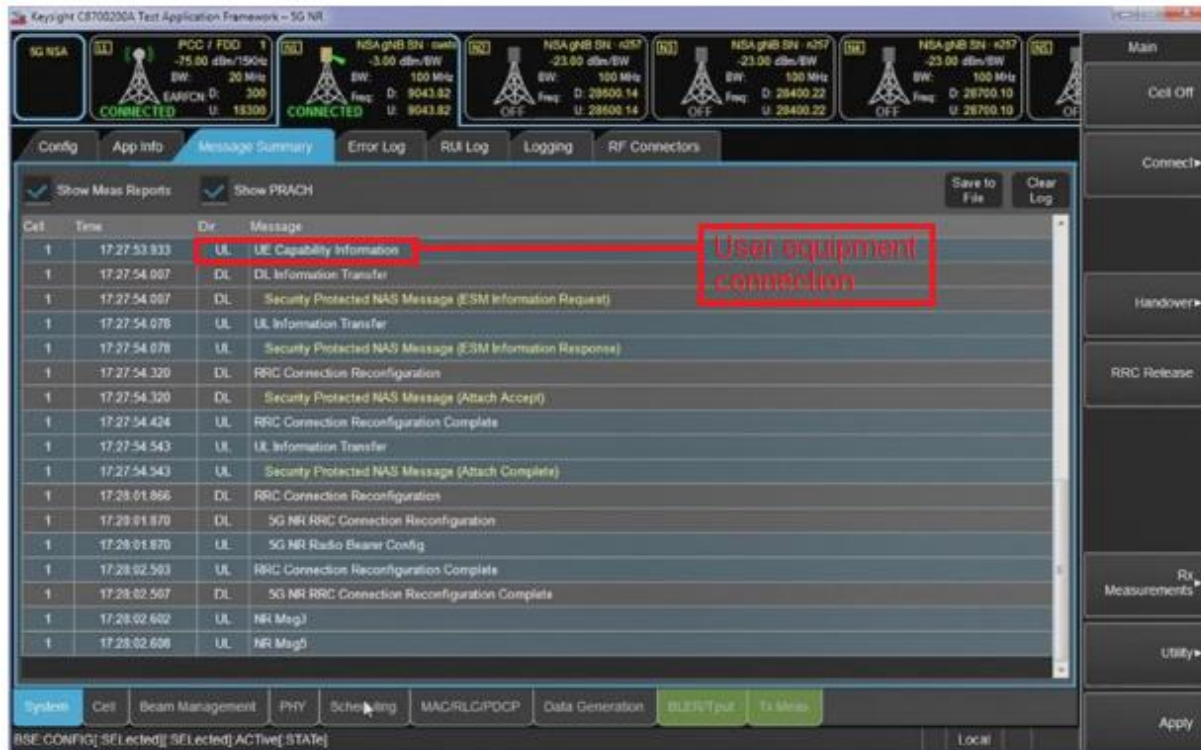 Keysight C8700200A Test Application Framework – 5G NR
5G NSA
L1
PCC / FDD 1
-75.00 dBm/15KHz
BW: 20 MHz
EARFCN D: 300
U: 18300
CONNECTED
N1
NSA gNB SN
-3.00 dBm/BW
BW: 100 MHz
Freq: D: 9043.82
U: 9043.82
CONNECTED
N2
NSA gNB SN n257
-23.00 dBm/BW
BW: 100 MHz
Freq: D: 28600.14
U: 28600.14
OFF
N3
NSA gNB SN n257
-23.00 dBm/BW
BW: 100 MHz
Freq: D: 28400.22
U: 28400.22
OFF
N4
NSA gNB SN n257
-23.00 dBm/BW
BW: 100 MHz
Freq: D: 28700.10
U: 28700.10
OFF
N5
OF
Main
Cell Off
Connect
Handover
RRC Release
Rx
Measurements
Utility
Apply
Config App Info Message Summary Error Log RUI Log Logging RF Connectors
Show Meas Reports Show PRACH
Save to
File
Clear
Log
Cell Time Dir Message
1 17:27:53.933 UL UE Capability Information
User equipment
connection
1 17:27:54.007 DL DL Information Transfer
1 17:27:54.007 DL Security Protected NAS Message (ESM Information Request)
1 17:27:54.078 UL UL Information Transfer
1 17:27:54.078 UL Security Protected NAS Message (ESM Information Response)
1 17:27:54.320 DL RRC Connection Reconfiguration
1 17:27:54.320 DL Security Protected NAS Message (Attach Accept)
1 17:27:54.424 UL RRC Connection Reconfiguration Complete
1 17:27:54.543 UL UL Information Transfer
1 17:27:54.543 UL Security Protected NAS Message (Attach Complete)
1 17:28:01.866 DL RRC Connection Reconfiguration
1 17:28:01.870 DL 5G NR RRC Connection Reconfiguration
1 17:28:01.870 UL 5G NR Radio Bearer Config
1 17:28:02.503 UL RRC Connection Reconfiguration Complete
1 17:28:02.507 DL 5G NR RRC Connection Reconfiguration Complete
1 17:28:02.602 UL NR Msg3
1 17:28:02.608 UL NR Msg5
System Cell Beam Management PHY Scheduling MAC/RLC/PDCP Data Generation BLER/Tput Tx Meas
BSE:CONFIG[:SELected][:SELected]:ACTive[:STATe]
Local